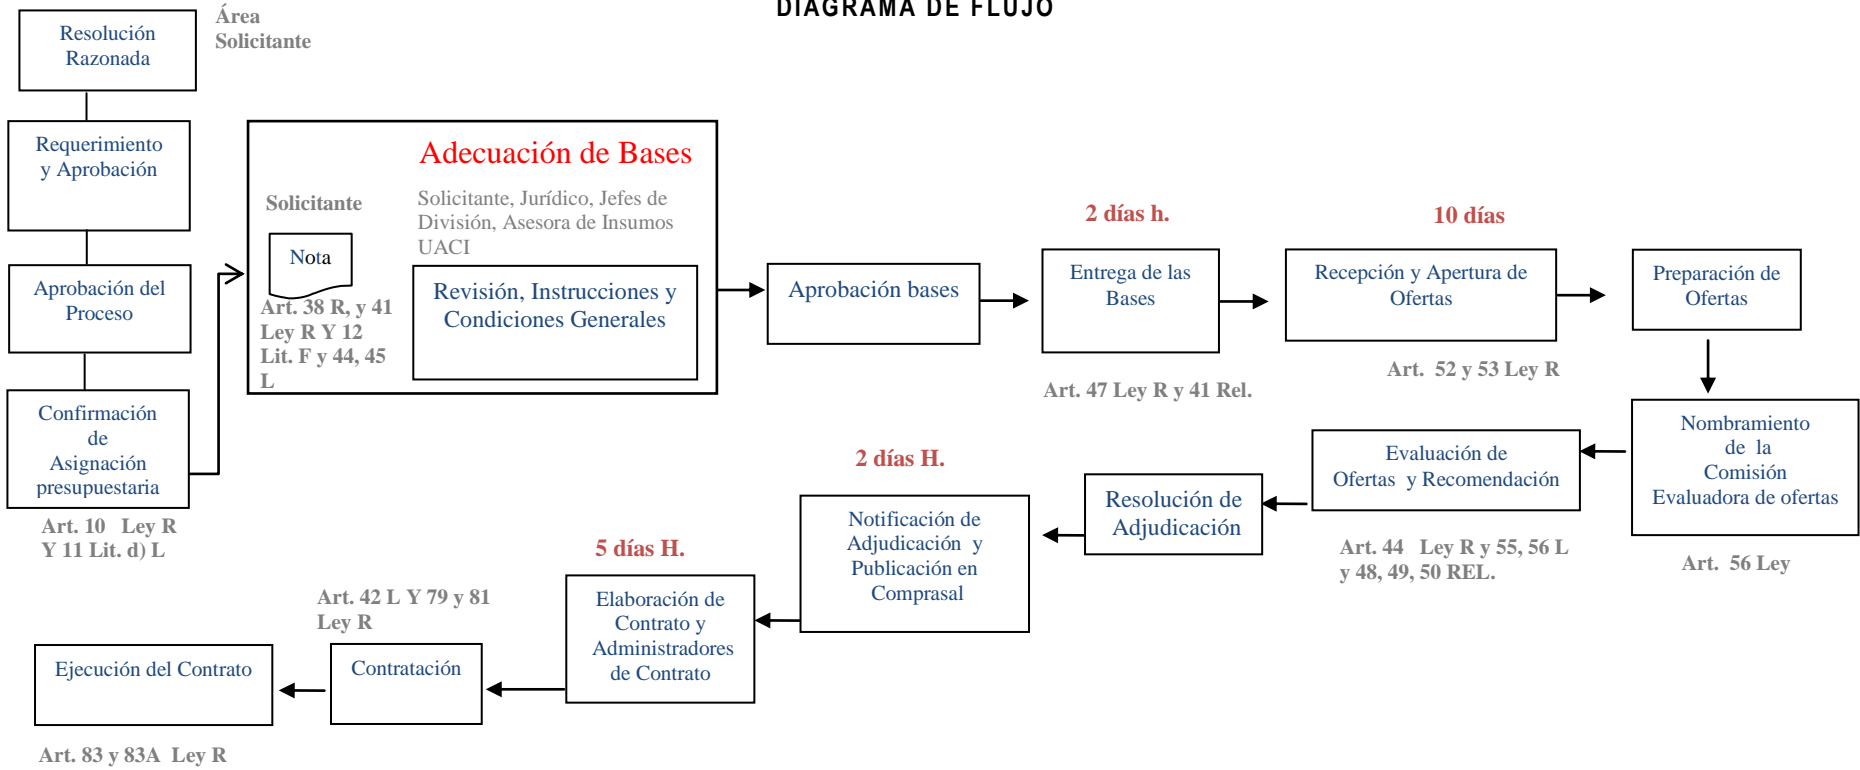 DIAGRAMA DE FLUJO
Resolución
Razonada
Área
Solicitante
Requerimiento
y Aprobación
Aprobación del
Proceso
Confirmación
de
Asignación
presupuestaria
Art. 10   Ley R
Y 11 Lit. d) L
Adecuación de Bases
Solicitante
Nota
Art. 38 R, y 41
Ley R Y 12
Lit. F y 44, 45
L
Solicitante, Jurídico, Jefes de
División, Asesora de Insumos
UACI
Revisión, Instrucciones y
Condiciones Generales
Aprobación bases
2 días h.
Entrega de las
Bases
Art. 47 Ley R y 41 Rel.
10 días
Recepción y Apertura de
Ofertas
Art.  52 y 53 Ley R
Preparación de
Ofertas
Nombramiento
de  la
Comisión
Evaluadora de ofertas
Art.  56 Ley
Evaluación de
Ofertas  y Recomendación
Art. 44   Ley R y 55, 56 L
y 48, 49, 50 REL.
Resolución de
Adjudicación
2 días H.
Notificación de
Adjudicación  y
Publicación en
Comprasal
5 días H.
Elaboración de
Contrato y
Administradores
de Contrato
Art. 42 L Y 79 y 81
Ley R
Contratación
Ejecución del Contrato
Art. 83 y 83A  Ley R